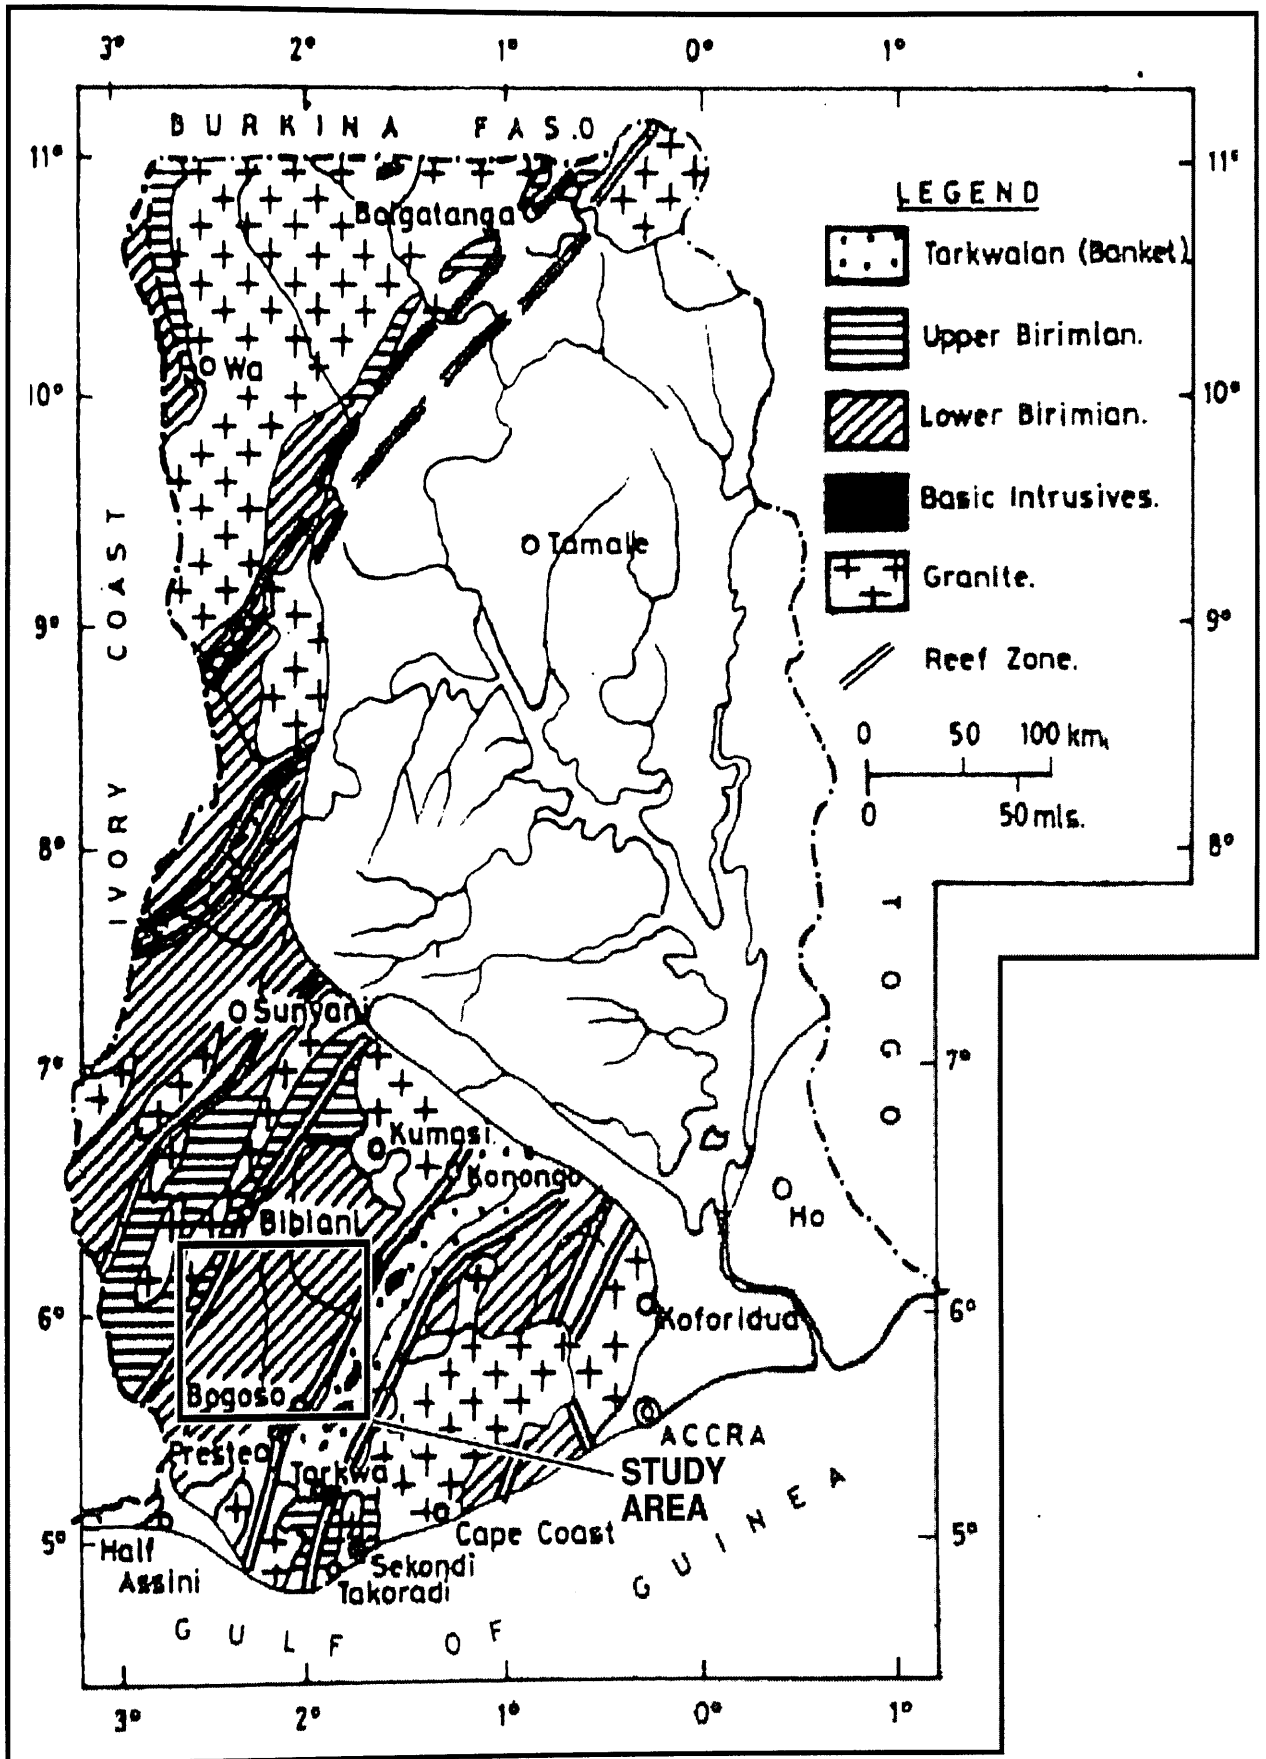 3° 2° 1° 0° 1°
BURKINA FASO
11° 11°
LEGEND
Bolgatanga
Tarkwaian (Banket)
Upper Birimian.
Wa
10° 10°
Lower Birimian.
Basic Intrusives.
Tamale
Granite.
9° 9°
Reef Zone.
0 50 100 km.
0 50 mls.
8° 8°
IVORY COAST
TOGO
Sunyani
7° 7°
Kumasi
Konongo
Ho
Bibiani
6° 6°
Koforidua
Bogoso
ACCRA
Prestea
STUDY
AREA
Tarkwa
Cape Coast
5° 5°
Half
Assini
Sekondi
Takoradi
GULF OF GUINEA
3° 2° 1° 0° 1°